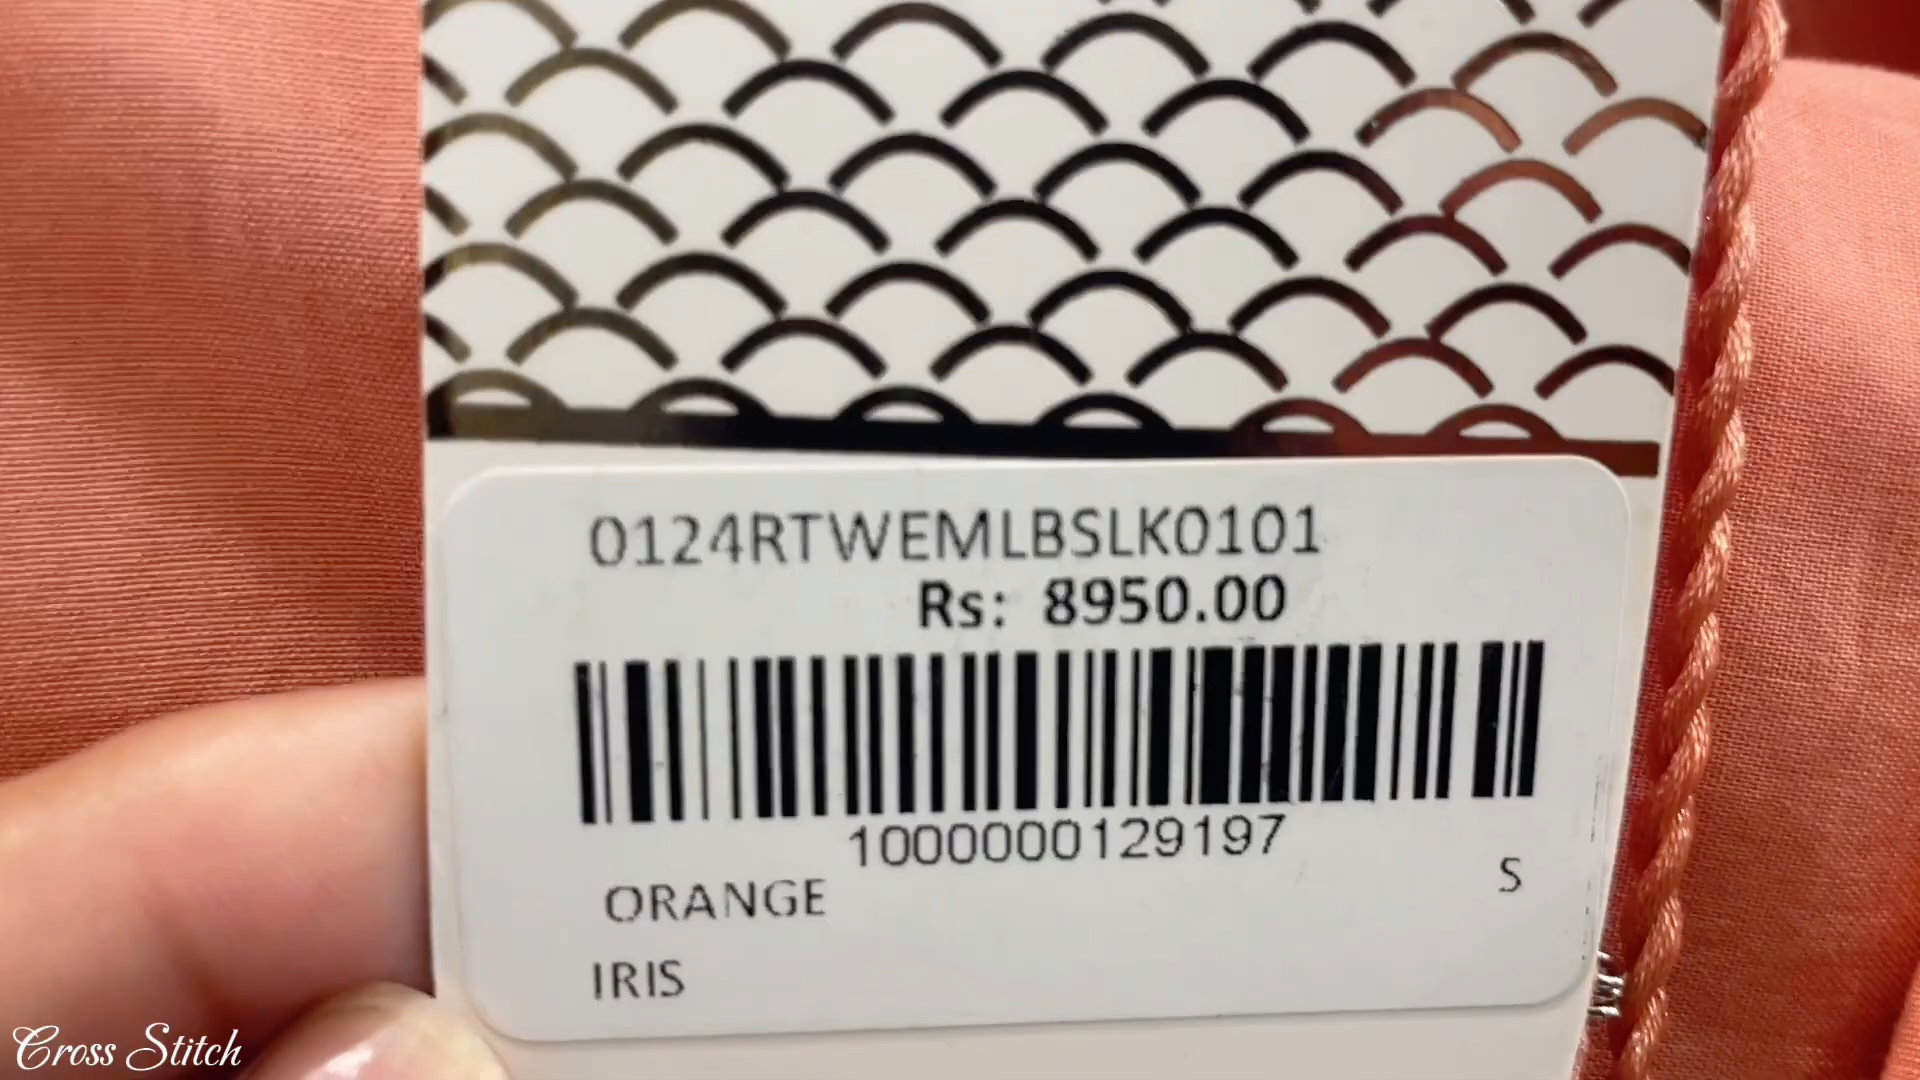 0124RTWEMLBSLK0101
Rs: 8950.00
1000000129197
S
ORANGE
IRIS
Cross Stitch